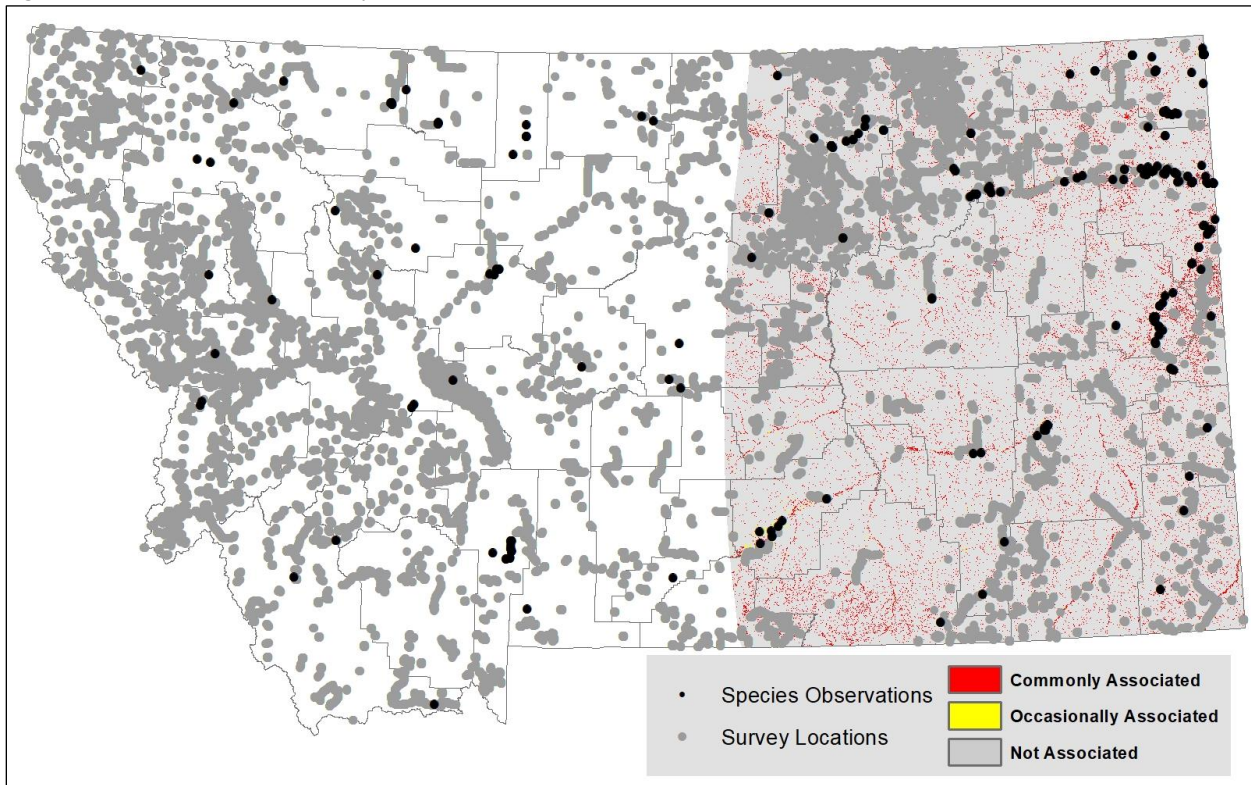 Species Observations
Survey Locations
Commonly Associated
Occasionally Associated
Not Associated